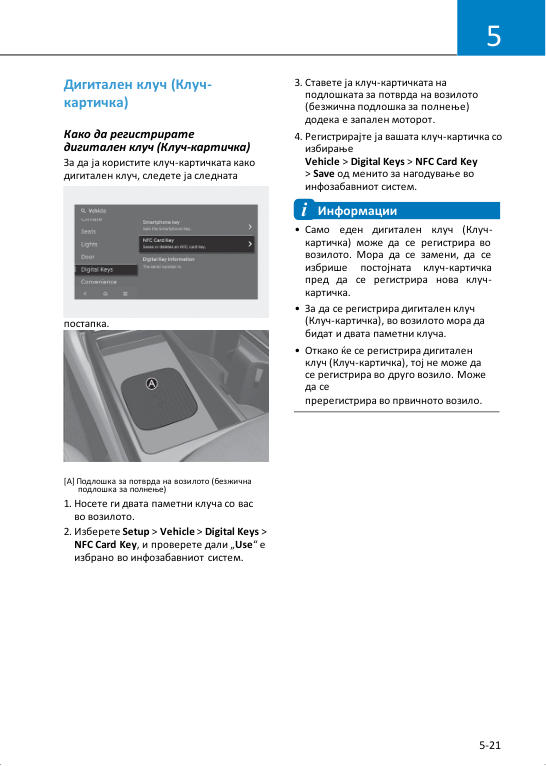 5
Дигитален клуч (Клуч-
картичка)
Како да регистрирате
дигитален клуч (Клуч-картичка)
За да ја користите клуч-картичката како
дигитален клуч, следете ја следната
Vehicle
Climate
Seats
Lights
Door
Digital Keys
Convenience
Smartphone key
NFC Card Key
Saves or deletes an NFC card key.
Digital Key Information
постапка.
A
[A] Подлошка за потврда на возилото (безжична
подлошка за полнење)
1. Носете ги двата паметни клуча со вас
во возилото.
2. Изберете Setup > Vehicle > Digital Keys >
NFC Card Key, и проверете дали „Use“ е
избрано во инфозабавниот систем.
3. Ставете ја клуч-картичката на
подлошката за потврда на возилото
(безжична подлошка за полнење)
додека е запален моторот.
4. Регистрирајте ја вашата клуч-картичка со
избирање
Vehicle > Digital Keys > NFC Card Key
> Save од менито за нагодување во
инфозабавниот систем.
i Информации
• Само еден дигитален клуч (Клуч-
картичка) може да се регистрира во
возилото. Мора да се замени, да се
избрише постојната клуч-картичка
пред да се регистрира нова клуч-
картичка.
• За да се регистрира дигитален клуч
(Клуч-картичка), во возилото мора да
бидат и двата паметни клуча.
• Откако ќе се регистрира дигитален
клуч (Клуч-картичка), тој не може да
се регистрира во друго возило. Може
да се
пререгистрира во првичното возило.
5-21